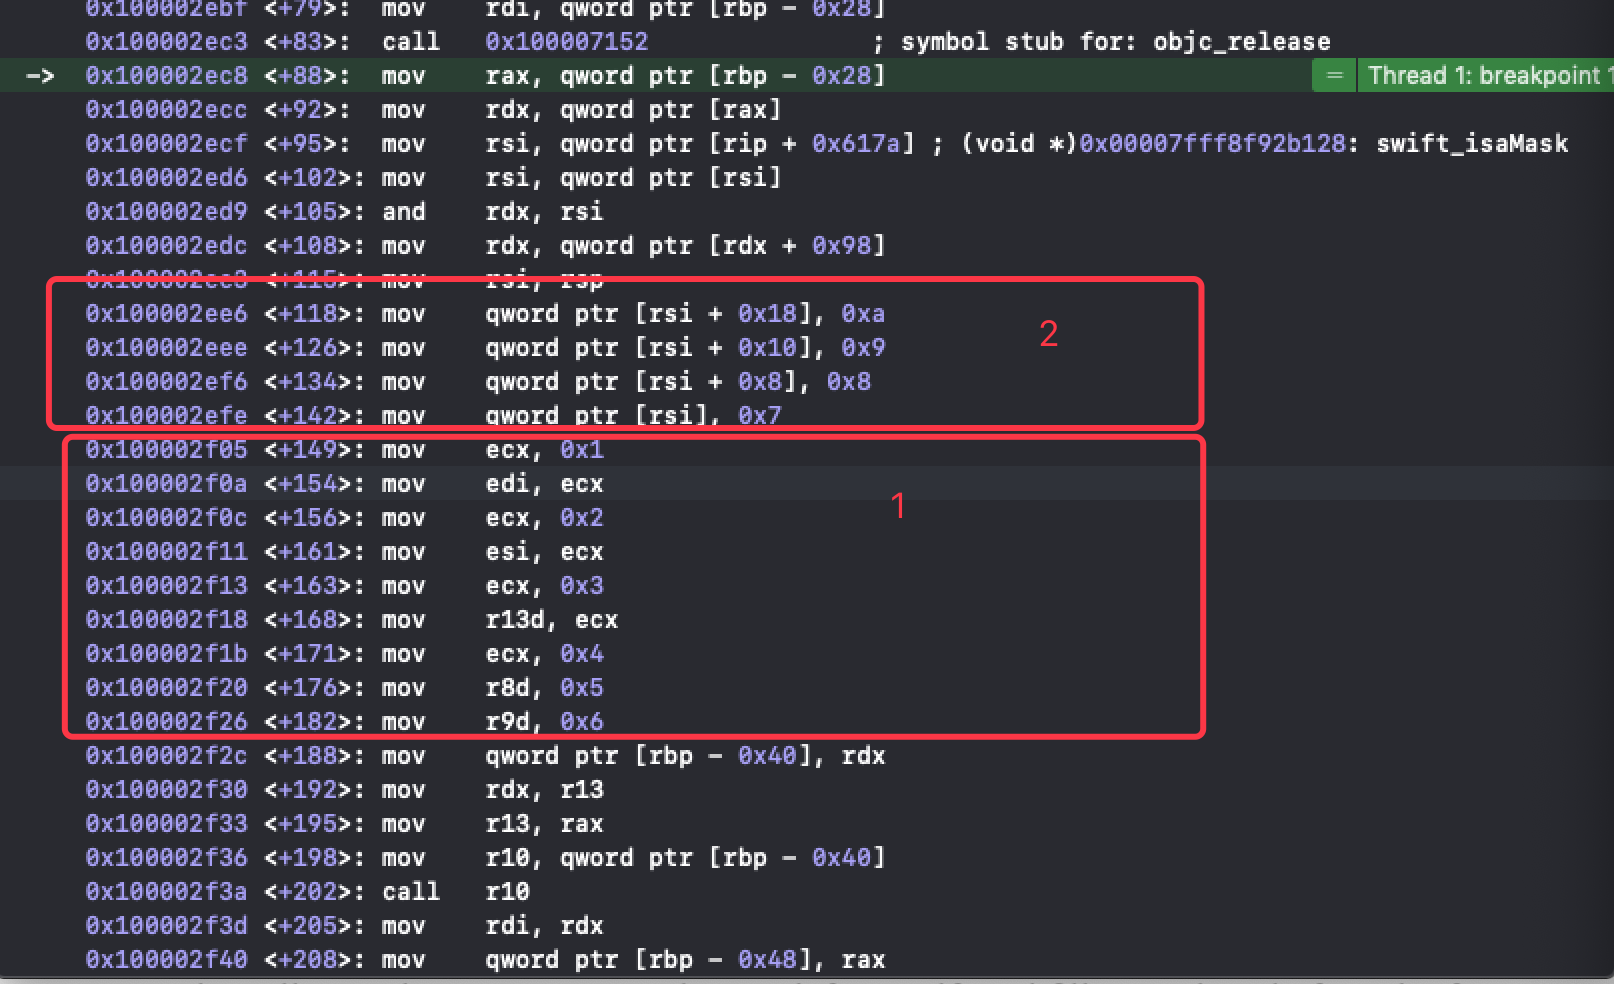 0x100002ebf <+79>:  mov    rdi, qword ptr [rbp - 0x28]
0x100002ec3 <+83>:  call   0x100007152               ; symbol stub for: objc_release
-> 0x100002ec8 <+88>:  mov    rax, qword ptr [rbp - 0x28] = Thread 1: breakpoint 1
0x100002ecc <+92>:  mov    rdx, qword ptr [rax]
0x100002ecf <+95>:  mov    rsi, qword ptr [rip + 0x617a] ; (void *)0x00007fff8f92b128: swift_isaMask
0x100002ed6 <+102>: mov    rsi, qword ptr [rsi]
0x100002ed9 <+105>: and    rdx, rsi
0x100002edc <+108>: mov    rdx, qword ptr [rdx + 0x98]
0x100002ee3 <+115>: mov    rsi, rsp
0x100002ee6 <+118>: mov    qword ptr [rsi + 0x18], 0xa
2
0x100002eee <+126>: mov    qword ptr [rsi + 0x10], 0x9
0x100002ef6 <+134>: mov    qword ptr [rsi + 0x8], 0x8
0x100002efe <+142>: mov    qword ptr [rsi], 0x7
0x100002f05 <+149>: mov    ecx, 0x1
0x100002f0a <+154>: mov    edi, ecx
1
0x100002f0c <+156>: mov    ecx, 0x2
0x100002f11 <+161>: mov    esi, ecx
0x100002f13 <+163>: mov    ecx, 0x3
0x100002f18 <+168>: mov    r13d, ecx
0x100002f1b <+171>: mov    ecx, 0x4
0x100002f20 <+176>: mov    r8d, 0x5
0x100002f26 <+182>: mov    r9d, 0x6
0x100002f2c <+188>: mov    qword ptr [rbp - 0x40], rdx
0x100002f30 <+192>: mov    rdx, r13
0x100002f33 <+195>: mov    r13, rax
0x100002f36 <+198>: mov    r10, qword ptr [rbp - 0x40]
0x100002f3a <+202>: call   r10
0x100002f3d <+205>: mov    rdi, rdx
0x100002f40 <+208>: mov    qword ptr [rbp - 0x48], rax